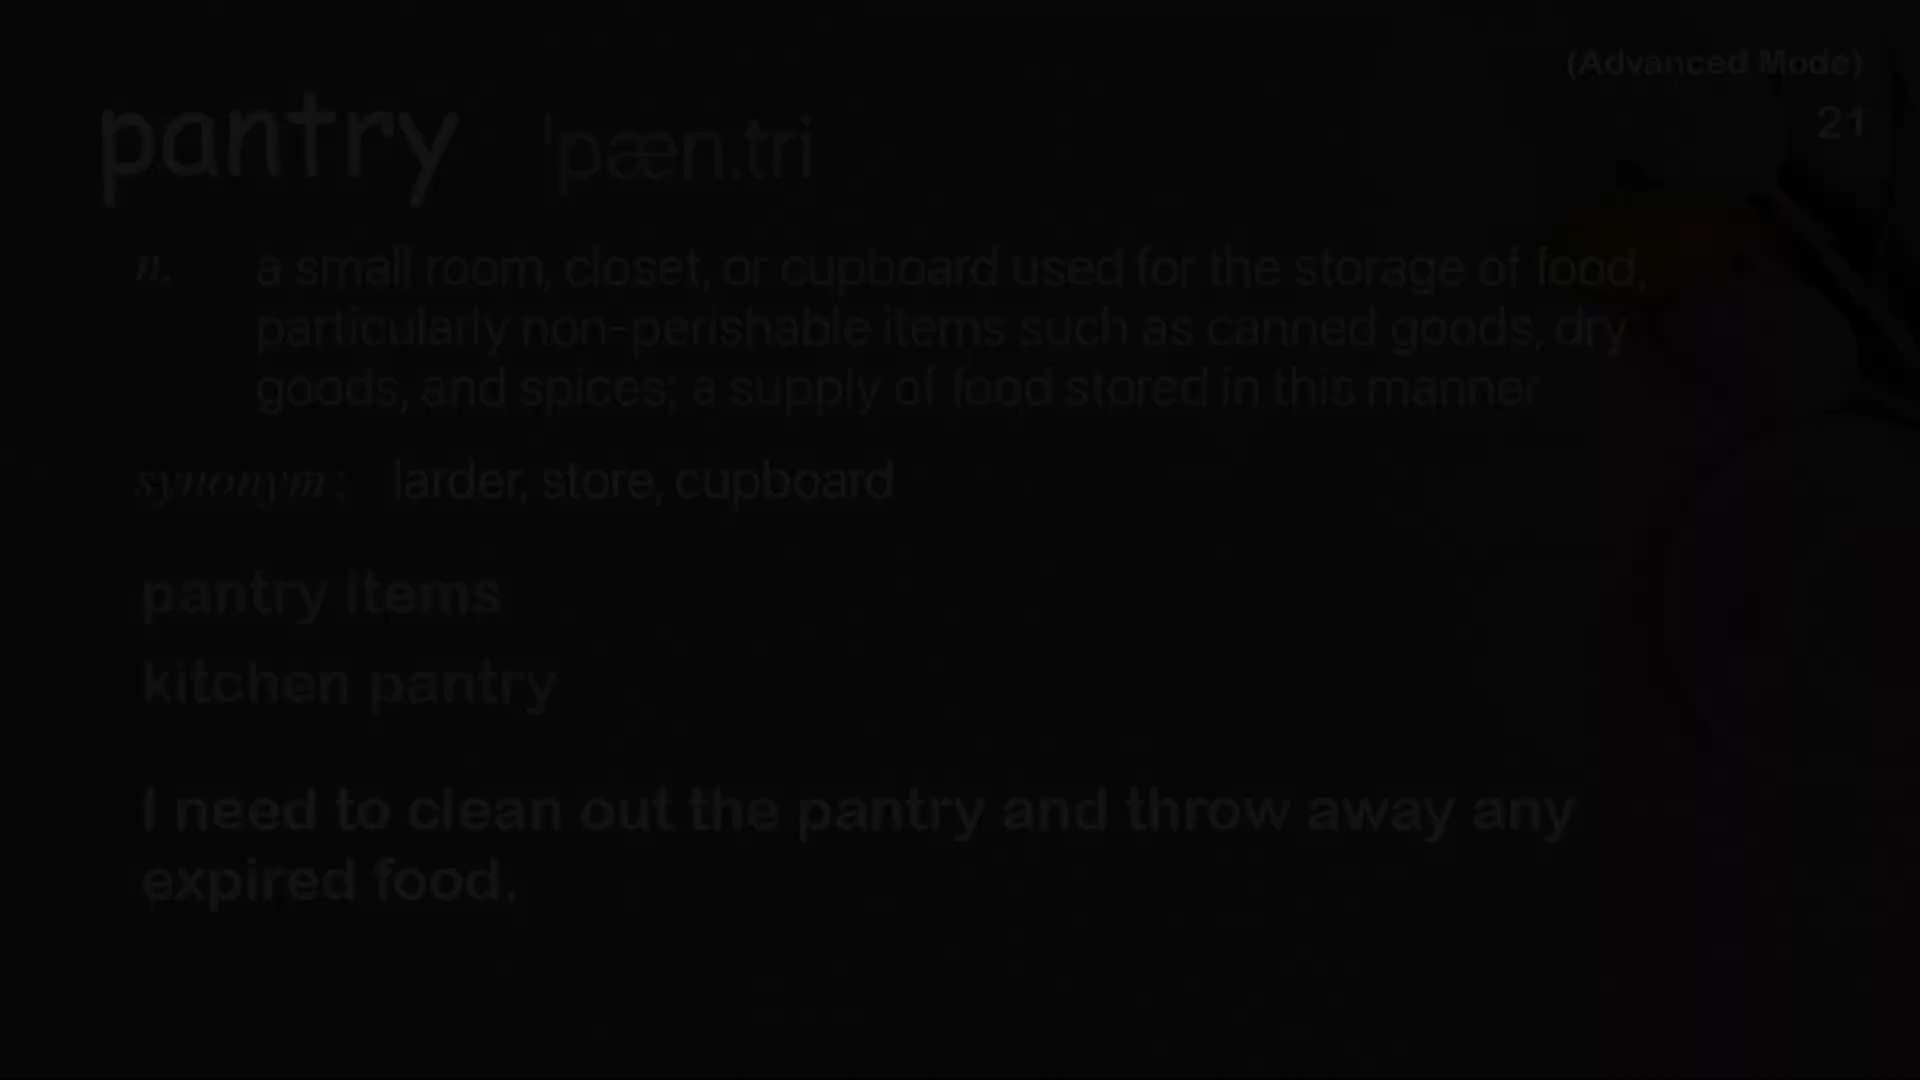 (Advanced Mode)
21
pantry ˈpæn.tri
n. a small room, closet, or cupboard used for the storage of food,
particularly non-perishable items such as canned goods, dry
goods, and spices; a supply of food stored in this manner
synonym: larder, store, cupboard
pantry items
kitchen pantry
I need to clean out the pantry and throw away any
expired food.